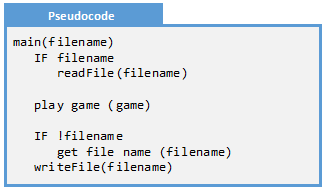 Pseudocode
main(filename)
IF filename
readFile(filename)
play game (game)
IF !filename
get file name (filename)
writeFile(filename)